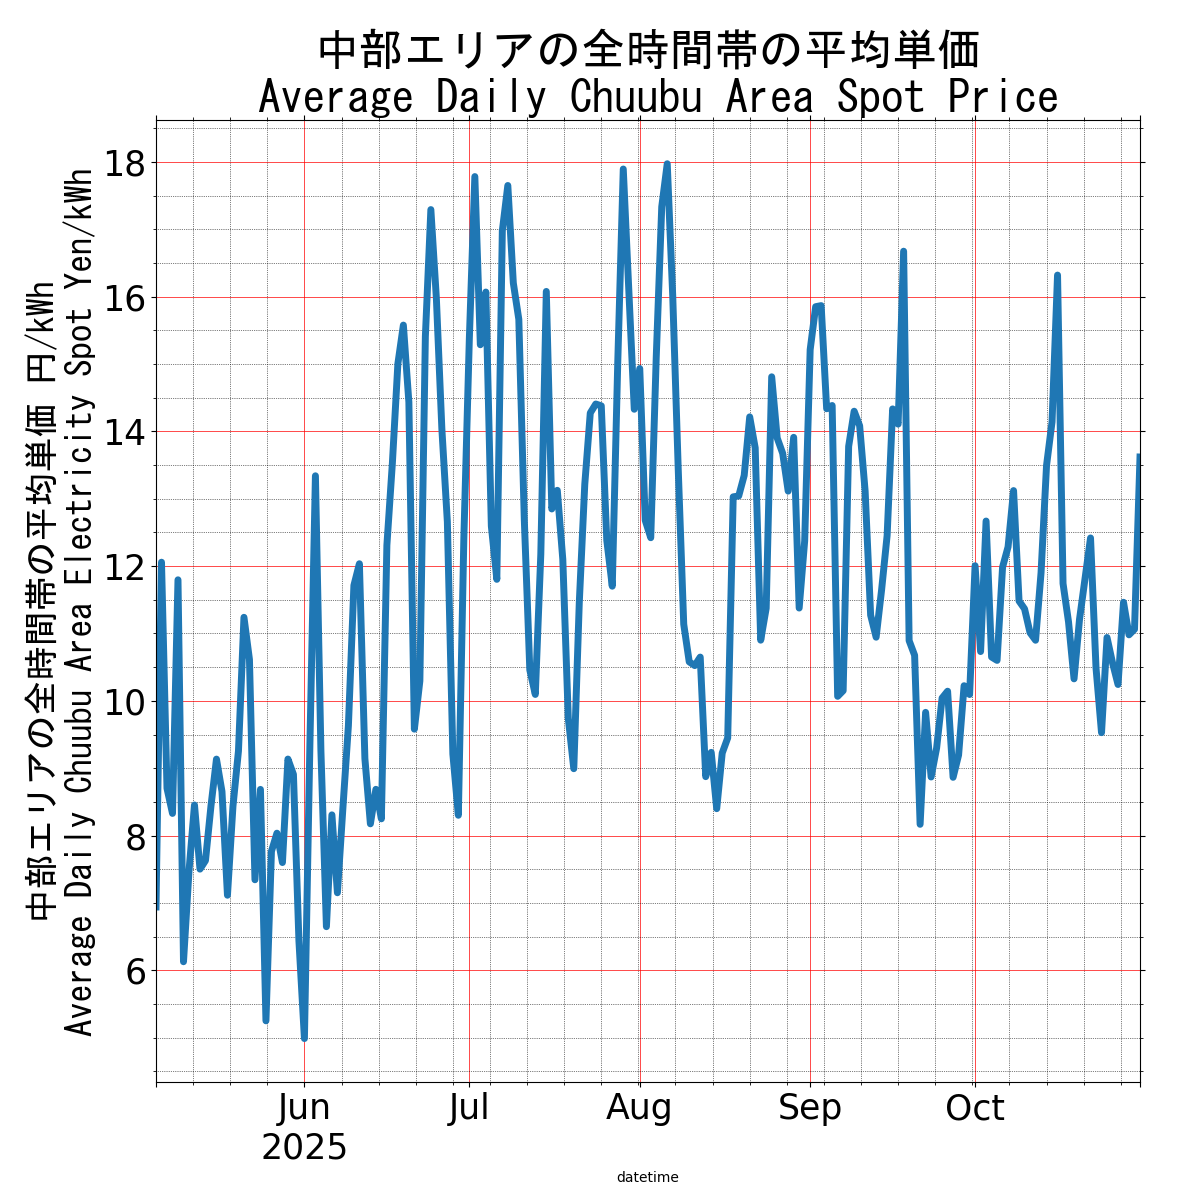 中部エリアの全時間帯の平均単価
Average Daily Chuubu Area Spot Price
中部エリアの全時間帯の平均単価 円/kWh
Average Daily Chuubu Area Electricity Spot Yen/kWh
18
16
14
12
10
8
6
Jun
2025
Jul
Aug
Sep
Oct
datetime